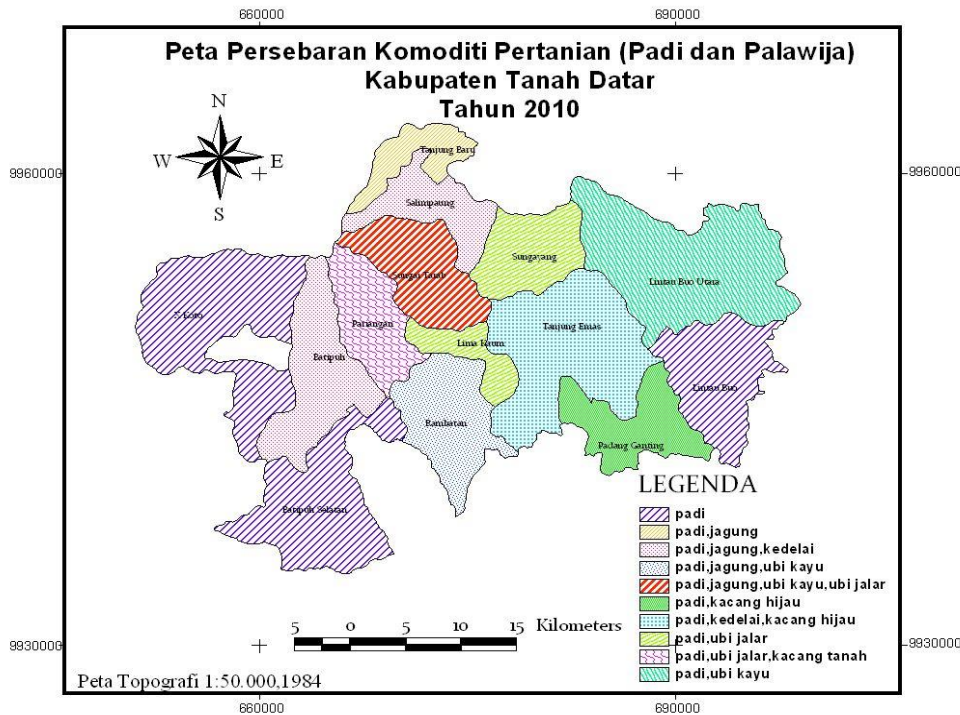 660000
690000
Peta Persebaran Komoditi Pertanian (Padi dan Palawija)
Kabupaten Tanah Datar
Tahun 2010
N
W E
S
9960000
9960000
Tanjung Baru
Salimpaung
Sungayang
Sungai Tarab
Lintau Buo Utara
X Koto
Pariangan
Tanjung Emas
Lima Kaum
Batipuh
Lintau Buo
Rambatan
Padang Ganting
Batipuh Selatan
LEGENDA
padi
padi,jagung
padi,jagung,kedelai
padi,jagung,ubi kayu
padi,jagung,ubi kayu,ubi jalar
padi,kacang hijau
padi,kedelai,kacang hijau
padi,ubi jalar
padi,ubi jalar,kacang tanah
padi,ubi kayu
5 0 5 10 15 Kilometers
9930000
9930000
Peta Topografi 1:50.000,1984
660000
690000